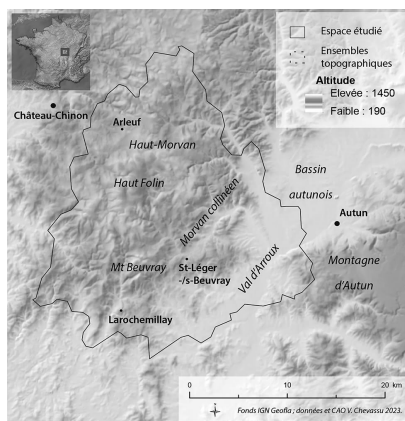 Espace étudié
Ensembles
topographiques
Altitude
Elevée : 1450
Faible : 190
Château-Chinon
Arleuf
Haut-Morvan
Haut Folin
Morvan collinéen
Bassin
autunois
Autun
Mt Beuvray
St-Léger
-/s-Beuvray
Val d'Arroux
Montagne
d'Autun
Larochemillay
0 10 20 km
Fonds IGN Geofla ; données et CAO V. Chevassu 2023.